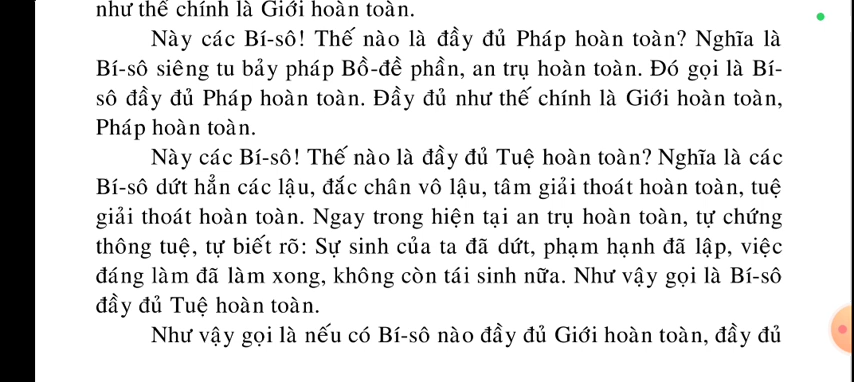 như thế chính là Giới hoàn toàn.
Này các Bí-sô! Thế nào là đầy đủ Pháp hoàn toàn? Nghĩa là
Bí-sô siêng tu bảy pháp Bồ-đề phần, an trụ hoàn toàn. Đó gọi là Bí-
sô đầy đủ Pháp hoàn toàn. Đầy đủ như thế chính là Giới hoàn toàn,
Pháp hoàn toàn.
Này các Bí-sô! Thế nào là đầy đủ Tuệ hoàn toàn? Nghĩa là các
Bí-sô dứt hẳn các lậu, đắc chân vô lậu, tâm giải thoát hoàn toàn, tuệ
giải thoát hoàn toàn. Ngay trong hiện tại an trụ hoàn toàn, tự chứng
thông tuệ, tự biết rõ: Sự sinh của ta đã dứt, phạm hạnh đã lập, việc
đáng làm đã làm xong, không còn tái sinh nữa. Như vậy gọi là Bí-sô
đầy đủ Tuệ hoàn toàn.
Như vậy gọi là nếu có Bí-sô nào đầy đủ Giới hoàn toàn, đầy đủ